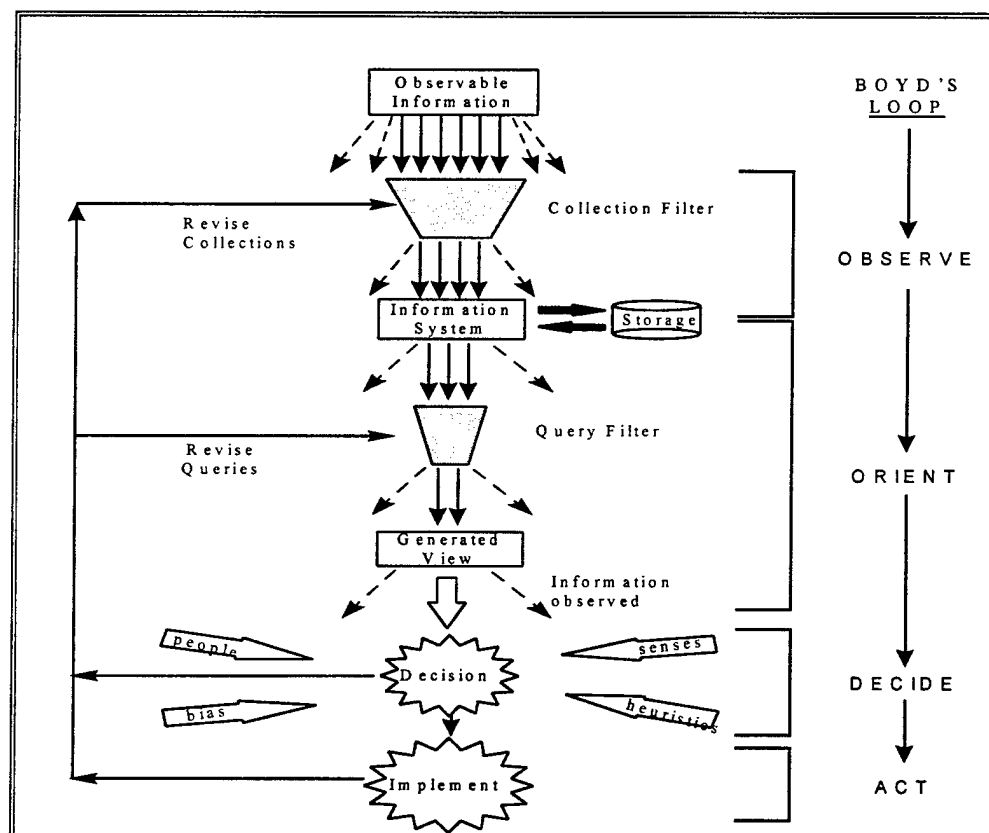 Observable
Information
BOYD'S
LOOP
Revise
Collections
Collection Filter
OBSERVE
Information
System
Storage
Query Filter
Revise
Queries
ORIENT
Generated
View
Information
observed
people
senses
Decision
DECIDE
bias
heuristics
Implement
ACT